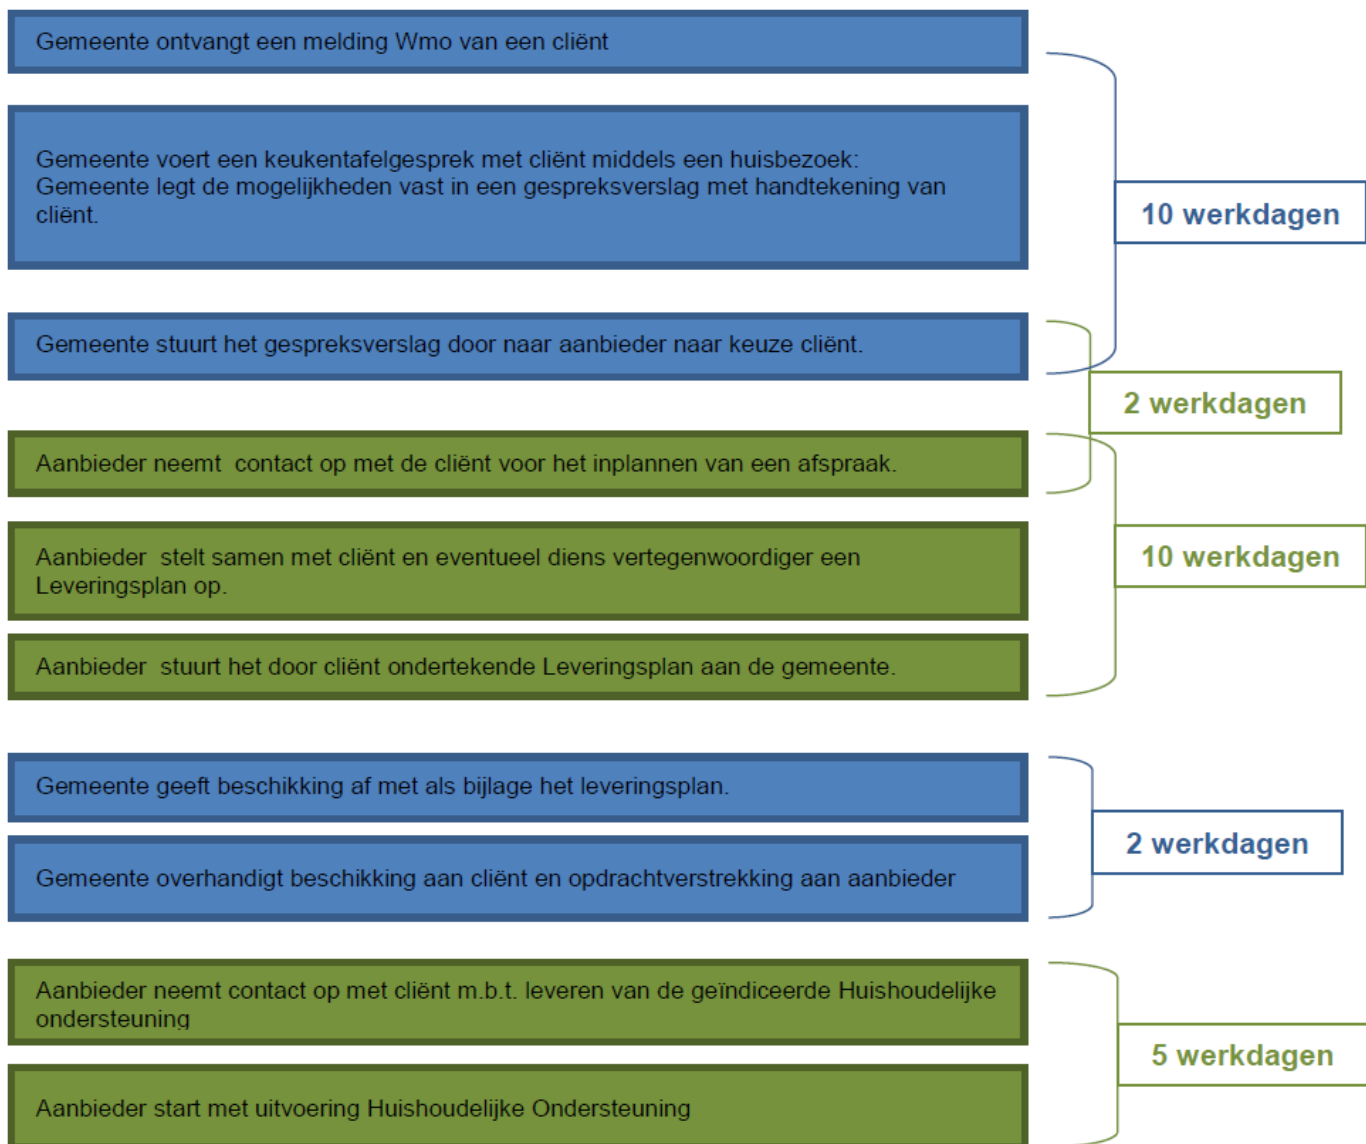 Gemeente ontvangt een melding Wmo van een cliënt
Gemeente voert een keukentafelgesprek met cliënt middels een huisbezoek:
Gemeente legt de mogelijkheden vast in een gespreksverslag met handtekening van
cliënt.
10 werkdagen
Gemeente stuurt het gespreksverslag door naar aanbieder naar keuze cliënt.
2 werkdagen
Aanbieder neemt contact op met de cliënt voor het inplannen van een afspraak.
Aanbieder stelt samen met cliënt en eventueel diens vertegenwoordiger een
Leveringsplan op.
10 werkdagen
Aanbieder stuurt het door cliënt ondertekende Leveringsplan aan de gemeente.
Gemeente geeft beschikking af met als bijlage het leveringsplan.
2 werkdagen
Gemeente overhandigt beschikking aan cliënt en opdrachtverstrekking aan aanbieder
Aanbieder neemt contact op met cliënt m.b.t. leveren van de geïndiceerde Huishoudelijke
ondersteuning
5 werkdagen
Aanbieder start met uitvoering Huishoudelijke Ondersteuning